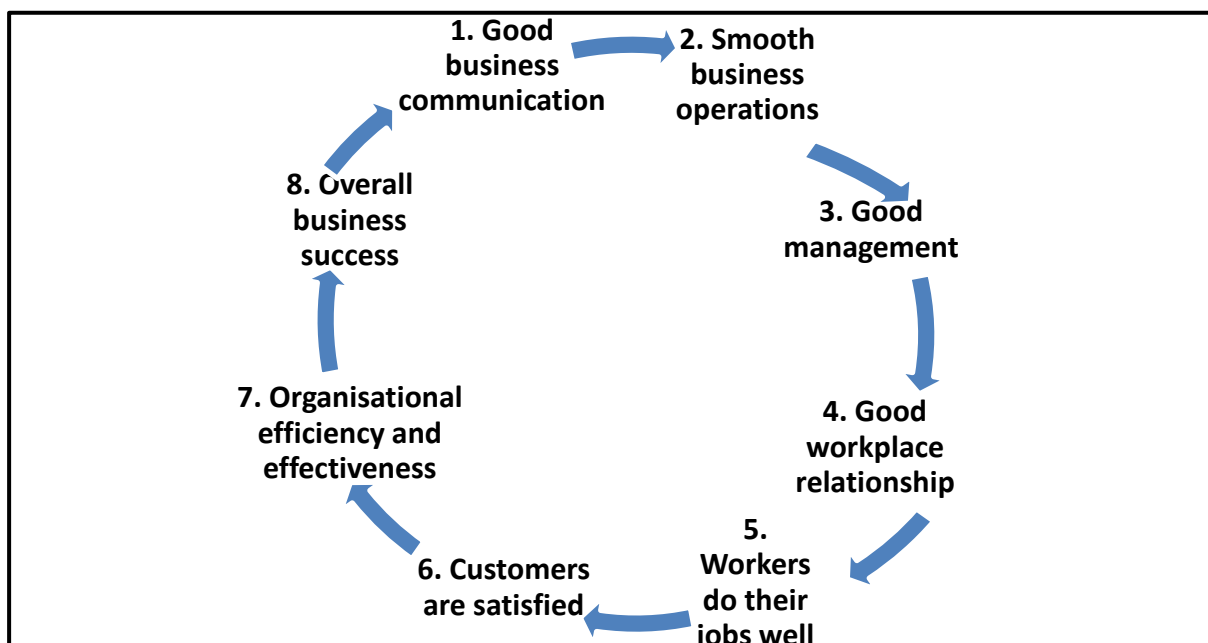 1. Good
business
communication
2. Smooth
business
operations
3. Good
management
4. Good
workplace
relationship
5.
Workers
do their
jobs well
6. Customers
are satisfied
7. Organisational
efficiency and
effectiveness
8. Overall
business
success